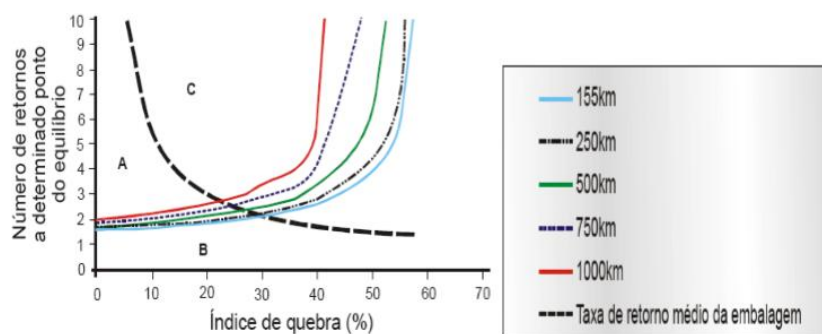 Número de retornos
a determinado ponto
do equilíbrio
10
9
8
7
6
5
4
3
2
1
0
A
B
C
0 10 20 30 40 50 60 70
Índice de quebra (%)
155km
250km
500km
750km
1000km
Taxa de retorno médio da embalagem